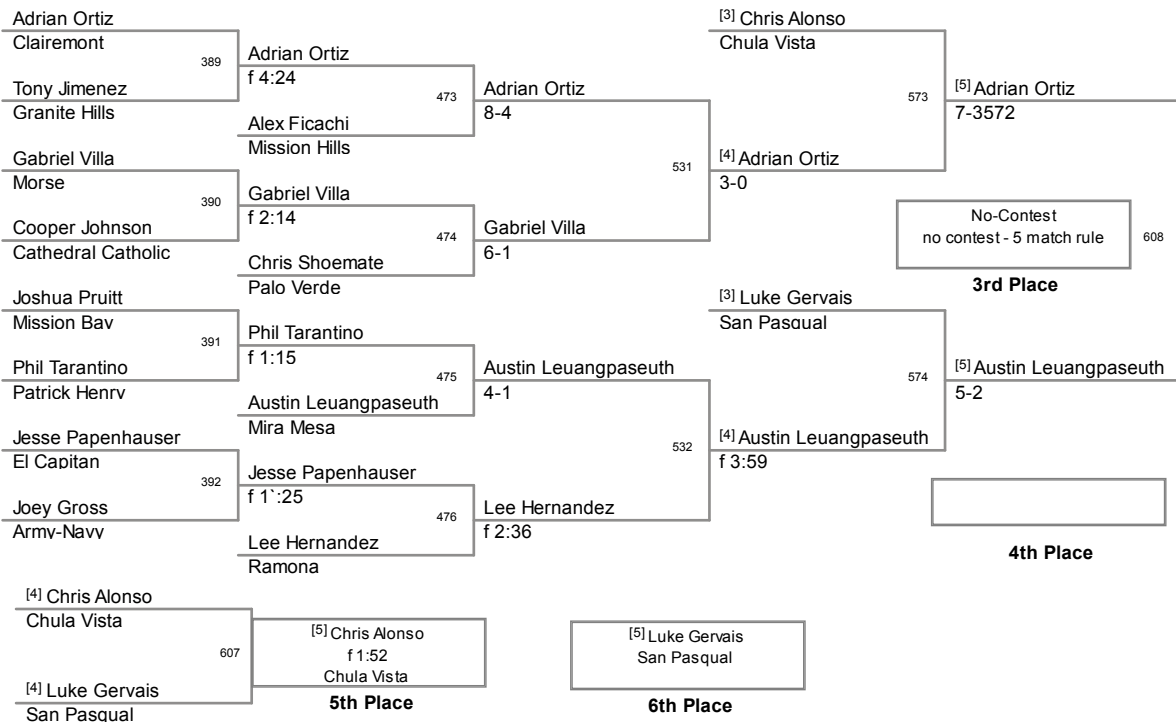 Adrian Ortiz
Clairemont
389
Tony Jimenez
Granite Hills
Gabriel Villa
Morse
390
Cooper Johnson
Cathedral Catholic
Joshua Pruitt
Mission Bay
391
Phil Tarantino
Patrick Henry
Jesse Papenhauser
El Capitan
392
Joey Gross
Army-Navy
Adrian Ortiz
f 4:24
473
Alex Ficachi
Mission Hills
Gabriel Villa
f 2:14
474
Chris Shoemate
Palo Verde
Phil Tarantino
f 1:15
475
Austin Leuangpaseuth
Mira Mesa
Jesse Papenhauser
f 1`:25
476
Lee Hernandez
Ramona
Adrian Ortiz
8-4
531
Gabriel Villa
6-1
Austin Leuangpaseuth
4-1
532
Lee Hernandez
f 2:36
[3] Chris Alonso
Chula Vista
573
[4] Adrian Ortiz
3-0
[3] Luke Gervais
San Pasqual
574
[4] Austin Leuangpaseuth
f 3:59
[5] Adrian Ortiz
7-3572
No-Contest
no contest - 5 match rule
608
3rd Place
[5] Austin Leuangpaseuth
5-2
4th Place
[4] Chris Alonso
Chula Vista
607
[4] Luke Gervais
San Pasqual
[5] Chris Alonso
f 1:52
Chula Vista
5th Place
[5] Luke Gervais
San Pasqual
6th Place